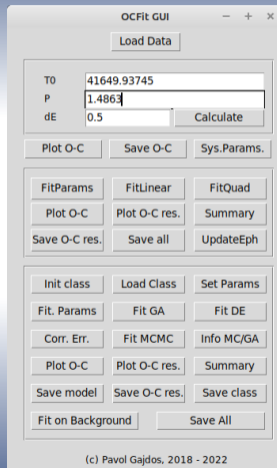 OCFit GUI
Load Data
T0 41649.93745
P 1.4863
dE 0.5 Calculate
Plot O-C Save O-C Sys.Params.
FitParams FitLinear FitQuad
Plot O-C Plot O-C res. Summary
Save O-C res. Save all UpdateEph
Init class Load Class Set Params
Fit. Params Fit GA Fit DE
Corr. Err. Fit MCMC Info MC/GA
Plot O-C Plot O-C res. Summary
Save model Save O-C res. Save class
Fit on Background Save All
(c) Pavol Gajdos, 2018 - 2022